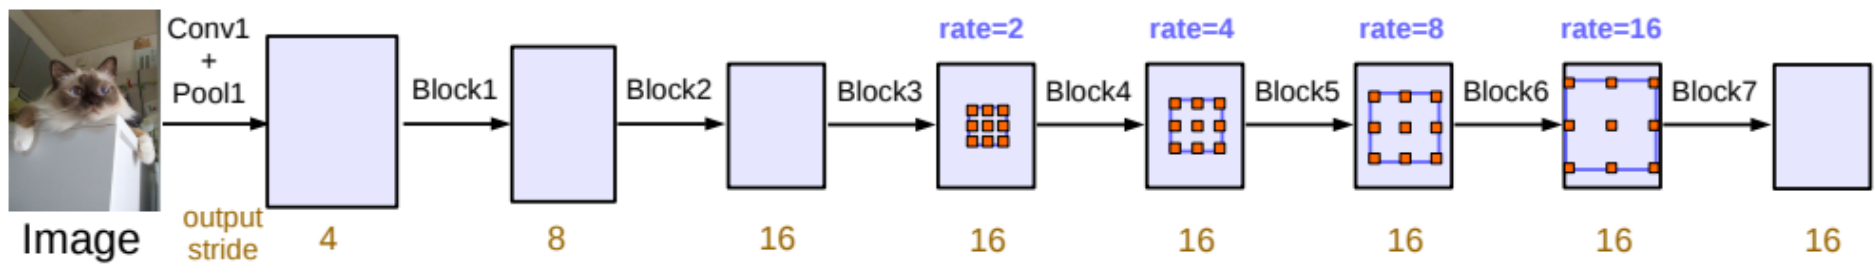 Conv1
+
Pool1
Block1
Block2
Block3
rate=2
Block4
rate=4
Block5
rate=8
Block6
rate=16
Block7
Image
output
stride
4
8
16
16
16
16
16
16